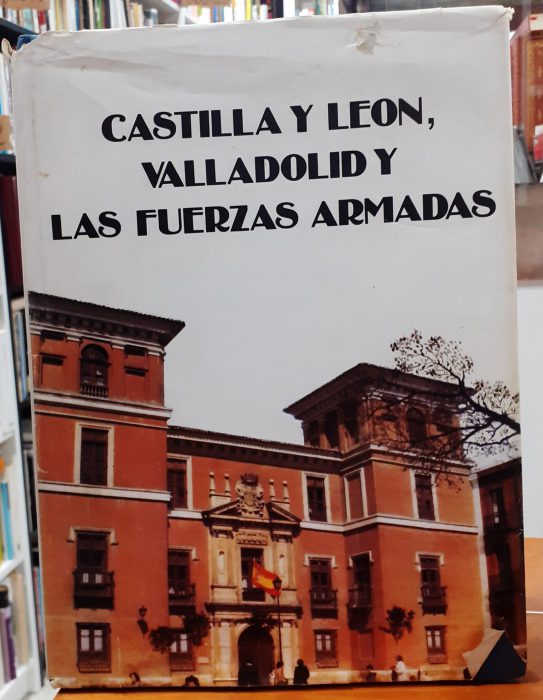 CASTILLA Y LEON,
VALLADOLID Y
LAS FUERZAS ARMADAS